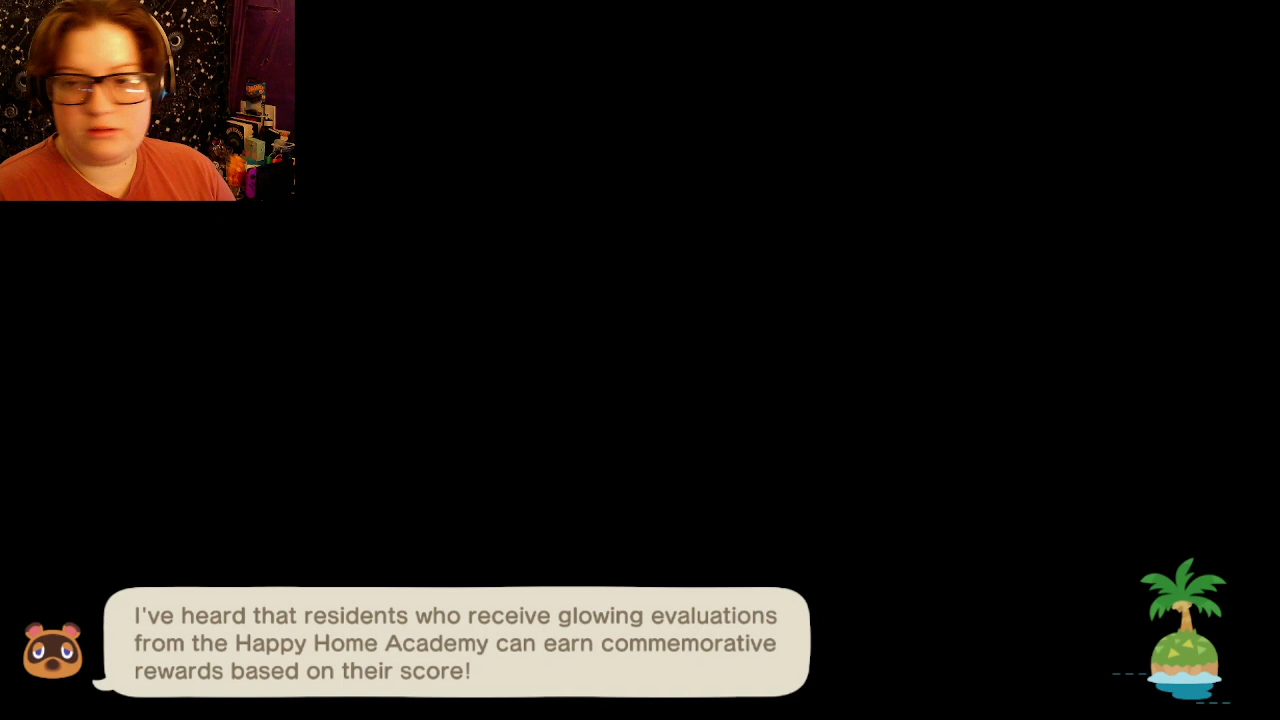 I've heard that residents who receive glowing evaluations
from the Happy Home Academy can earn commemorative
rewards based on their score!